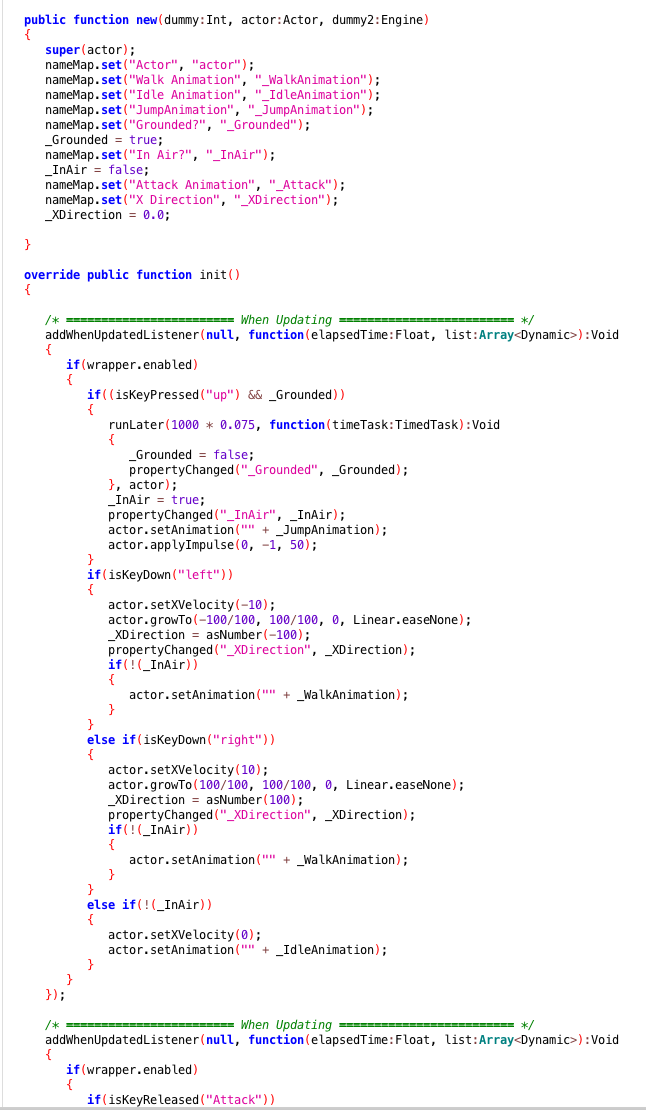 public function new(dummy:Int, actor:Actor, dummy2:Engine)
{
super(actor);
nameMap.set("Actor", "actor");
nameMap.set("Walk Animation", "_WalkAnimation");
nameMap.set("Idle Animation", "_IdleAnimation");
nameMap.set("JumpAnimation", "_JumpAnimation");
nameMap.set("Grounded?", "_Grounded");
_Grounded = true;
nameMap.set("In Air?", "_InAir");
_InAir = false;
nameMap.set("Attack Animation", "_Attack");
nameMap.set("X Direction", "_XDirection");
_XDirection = 0.0;
}
override public function init()
{
/* ======================== When Updating ========================= */
addWhenUpdatedListener(null, function(elapsedTime:Float, list:Array<Dynamic>):Void
{
if(wrapper.enabled)
{
if((isKeyPressed("up") && _Grounded))
{
runLater(1000 * 0.075, function(timeTask:TimedTask):Void
{
_Grounded = false;
propertyChanged("_Grounded", _Grounded);
}, actor);
_InAir = true;
propertyChanged("_InAir", _InAir);
actor.setAnimation("" + _JumpAnimation);
actor.applyImpulse(0, -1, 50);
}
if(isKeyDown("left"))
{
actor.setXVelocity(-10);
actor.growTo(-100/100, 100/100, 0, Linear.easeNone);
_XDirection = asNumber(-100);
propertyChanged("_XDirection", _XDirection);
if(!(_InAir))
{
actor.setAnimation("" + _WalkAnimation);
}
}
else if(isKeyDown("right"))
{
actor.setXVelocity(10);
actor.growTo(100/100, 100/100, 0, Linear.easeNone);
_XDirection = asNumber(100);
propertyChanged("_XDirection", _XDirection);
if(!(_InAir))
{
actor.setAnimation("" + _WalkAnimation);
}
}
else if(!(_InAir))
{
actor.setXVelocity(0);
actor.setAnimation("" + _IdleAnimation);
}
}
});
/* ======================== When Updating ========================= */
addWhenUpdatedListener(null, function(elapsedTime:Float, list:Array<Dynamic>):Void
{
if(wrapper.enabled)
{
if(isKeyReleased("Attack"))